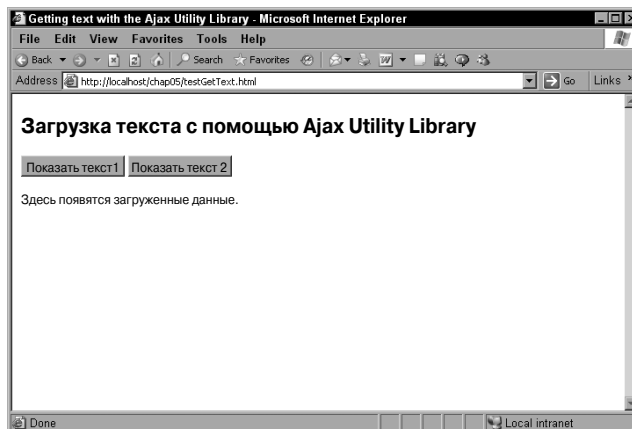 Getting text with the Ajax Utility Library - Microsoft Internet Explorer
File Edit View Favorites Tools Help
Back Search Favorites
Address http://localhost/chap05/testGetText.html Go Links »
Загрузка текста с помощью Ajax Utility Library
Показать текст1 Показать текст 2
Здесь появятся загруженные данные.
Done Local intranet